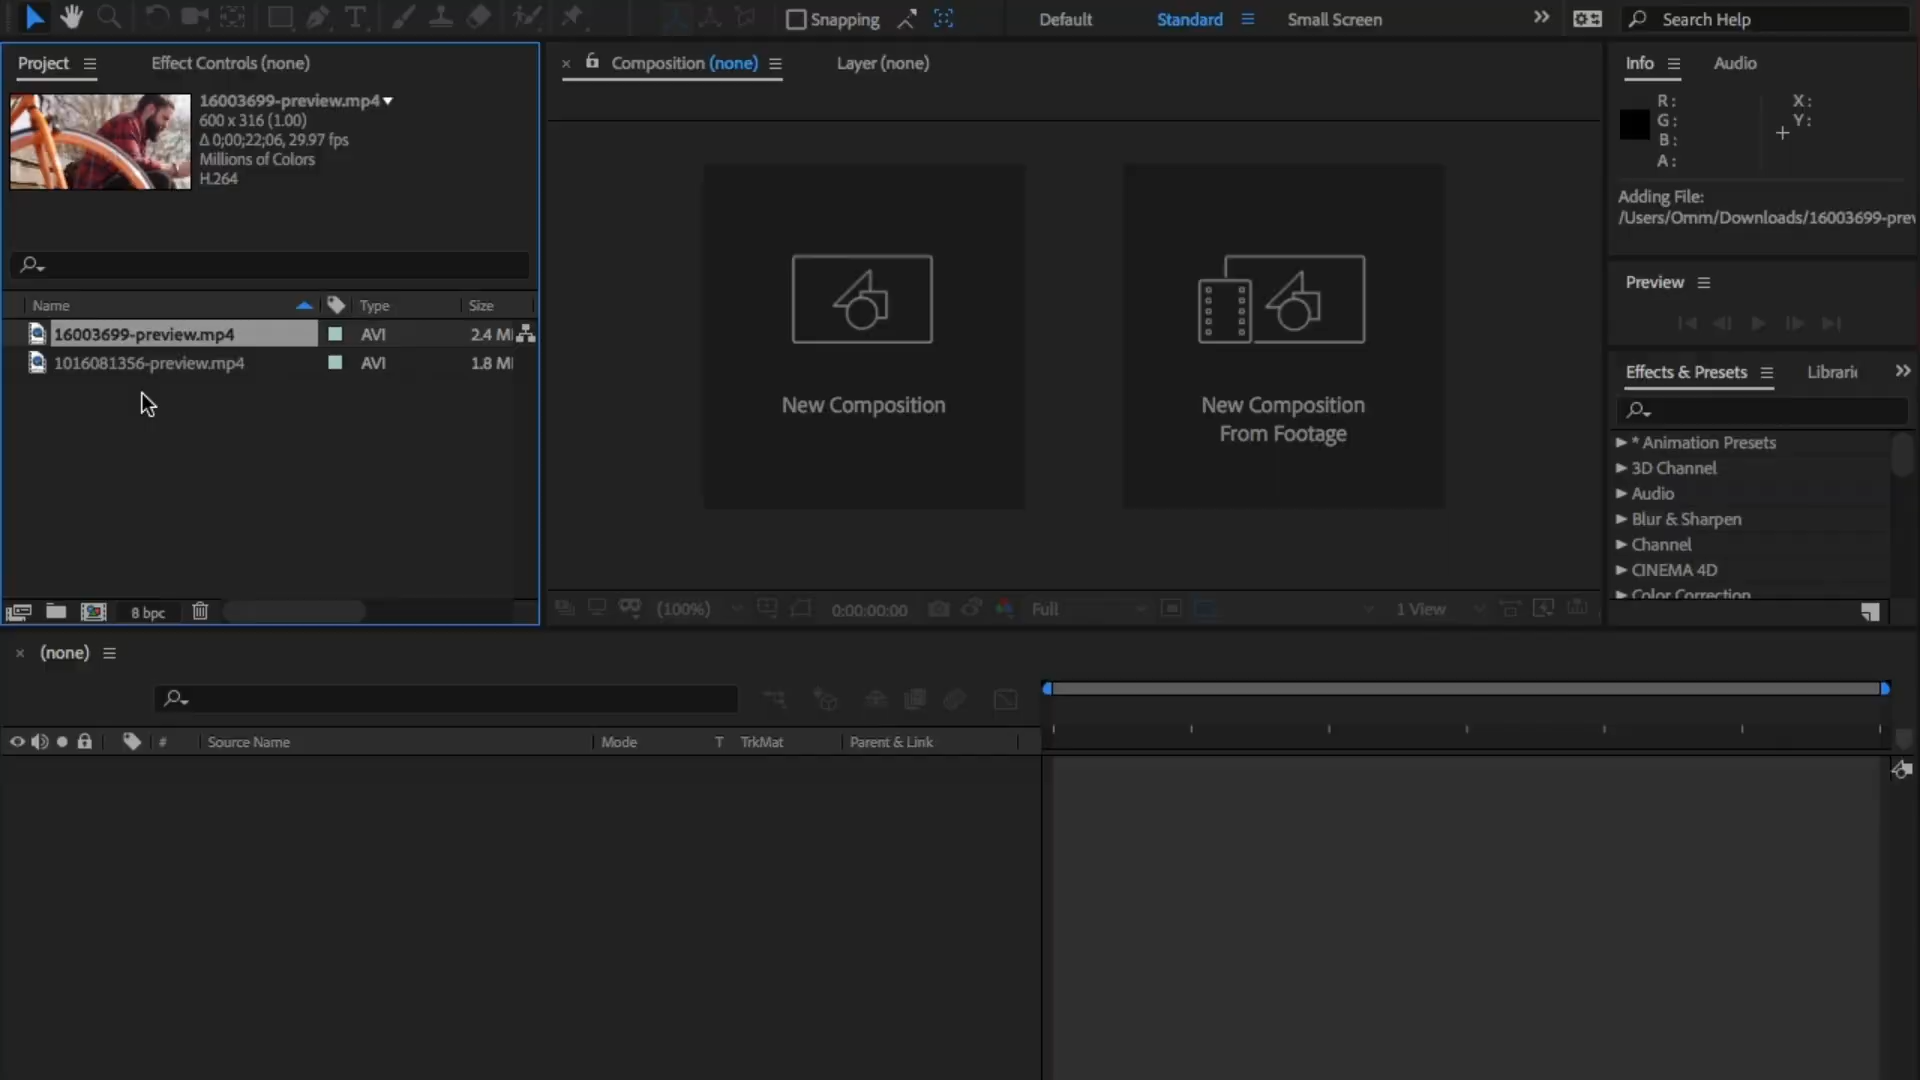 Snapping
Default
Standard
Small Screen
Search Help
Project
Effect Controls (none)
Composition (none)
Layer (none)
Info
Audio
16003699-preview.mp4
600 x 316 (1.00)
Δ 0;00;22;06, 29.97 fps
Millions of Colors
H.264
R:
G:
B:
A:
X:
Y:
Adding File:
/Users/Omm/Downloads/16003699-prev
Preview
Name
Type
Size
16003699-preview.mp4
AVI
2.4 M
1016081356-preview.mp4
AVI
1.8 M
New Composition
New Composition
From Footage
Effects & Presets
Librari
* Animation Presets
3D Channel
Audio
Blur & Sharpen
Channel
CINEMA 4D
Color Correction
8 bpc
(100%)
0:00:00:00
Full
1 View
(none)
#
Source Name
Mode
T
TrkMat
Parent & Link